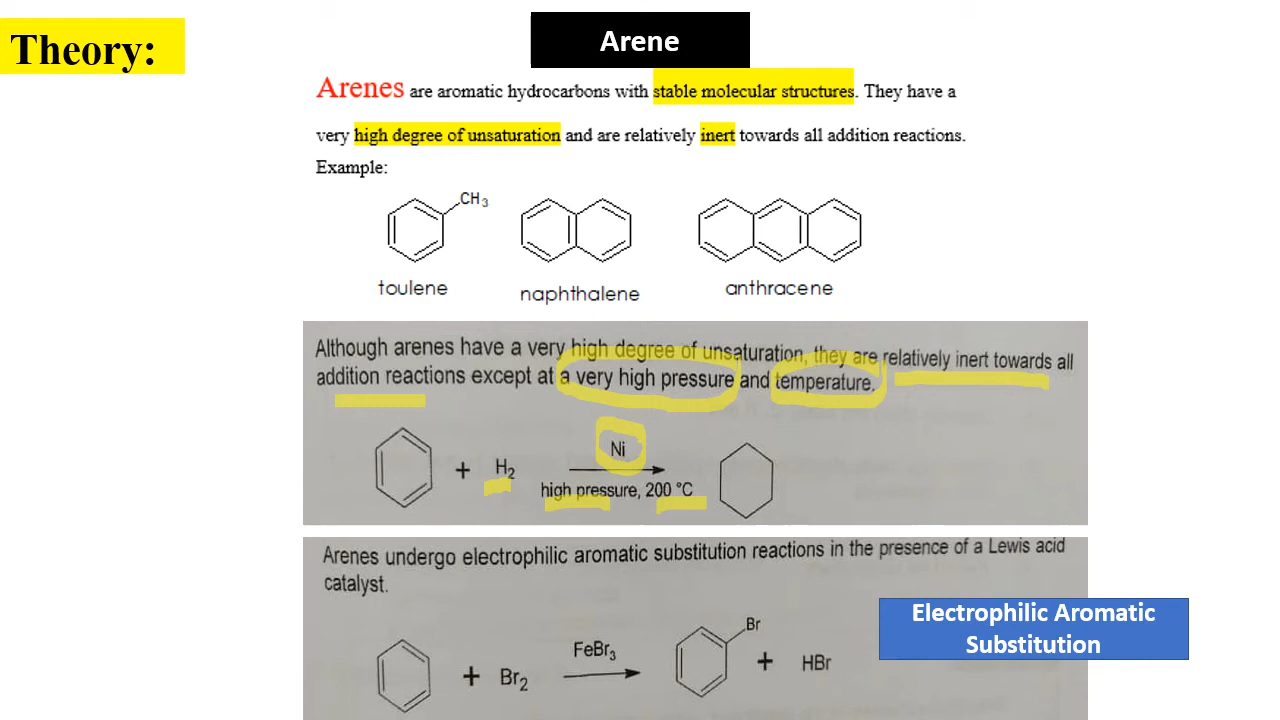 Theory:
Arene
Arenes are aromatic hydrocarbons with stable molecular structures. They have a
very high degree of unsaturation and are relatively inert towards all addition reactions.
Example:
CH3
toulene
naphthalene
anthracene
Although arenes have a very high degree of unsaturation, they are relatively inert towards all
addition reactions except at a very high pressure and temperature.
+ H2
Ni
high pressure, 200 °C
Arenes undergo electrophilic aromatic substitution reactions in the presence of a Lewis acid
catalyst.
Electrophilic Aromatic
Substitution
+ Br2
FeBr3
Br
+ HBr